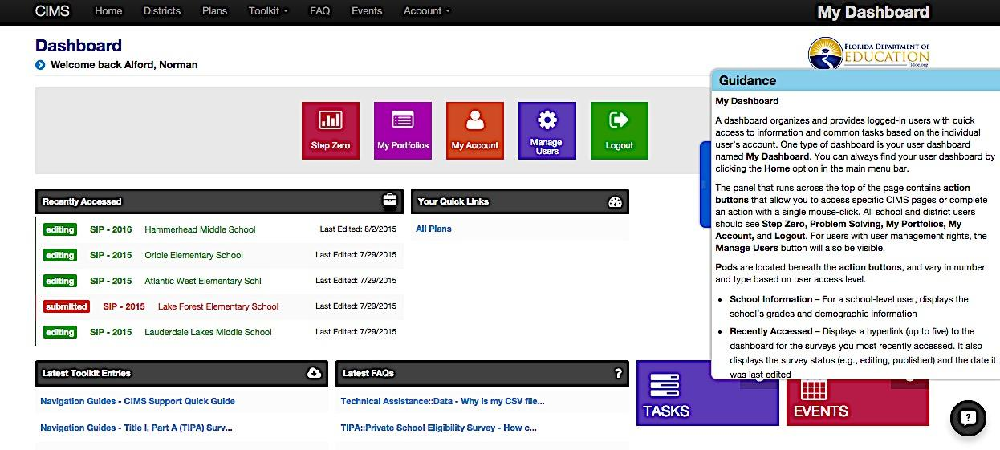 CIMS Home Districts Plans Toolkit FAQ Events Account My Dashboard
Dashboard
Welcome back Alford, Norman
FLORIDA DEPARTMENT OF
EDUCATION
fldoe.org
Step Zero
My Portfolios
My Account
Manage
Users
Logout
Recently Accessed
editing SIP - 2016 Hammerhead Middle School Last Edited: 8/2/2015
editing SIP - 2015 Oriole Elementary School Last Edited: 7/29/2015
editing SIP - 2015 Atlantic West Elementary Schl Last Edited: 7/29/2015
submitted SIP - 2015 Lake Forest Elementary School Last Edited: 7/29/2015
editing SIP - 2015 Lauderdale Lakes Middle School Last Edited: 7/29/2015
Your Quick Links
All Plans
Guidance
My Dashboard
A dashboard organizes and provides logged-in users with quick
access to information and common tasks based on the individual
user's account. One type of dashboard is your user dashboard
named My Dashboard. You can always find your user dashboard by
clicking the Home option in the main menu bar.
The panel that runs across the top of the page contains action
buttons that allow you to access specific CIMS pages or complete
an action with a single mouse-click. All school and district users
should see Step Zero, Problem Solving, My Portfolios, My
Account, and Logout. For users with user management rights, the
Manage Users button will also be visible.
Pods are located beneath the action buttons, and vary in number
and type based on user access level.
• School Information – For a school-level user, displays the
school's grades and demographic information
• Recently Accessed – Displays a hyperlink (up to five) to the
dashboard for the surveys you most recently accessed. It also
displays the survey status (e.g., editing, published) and the date it
was last edited
Latest Toolkit Entries
Navigation Guides - CIMS Support Quick Guide
Navigation Guides - Title I, Part A (TIPA) Surv...
Latest FAQs ?
Technical Assistance::Data - Why is my CSV file...
TIPA::Private School Eligibility Survey - How c...
TASKS
EVENTS
?